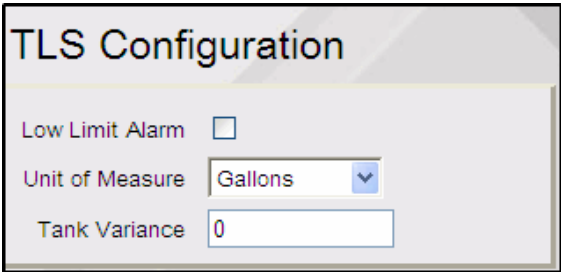 TLS Configuration
Low Limit Alarm
Unit of Measure Gallons
Tank Variance 0